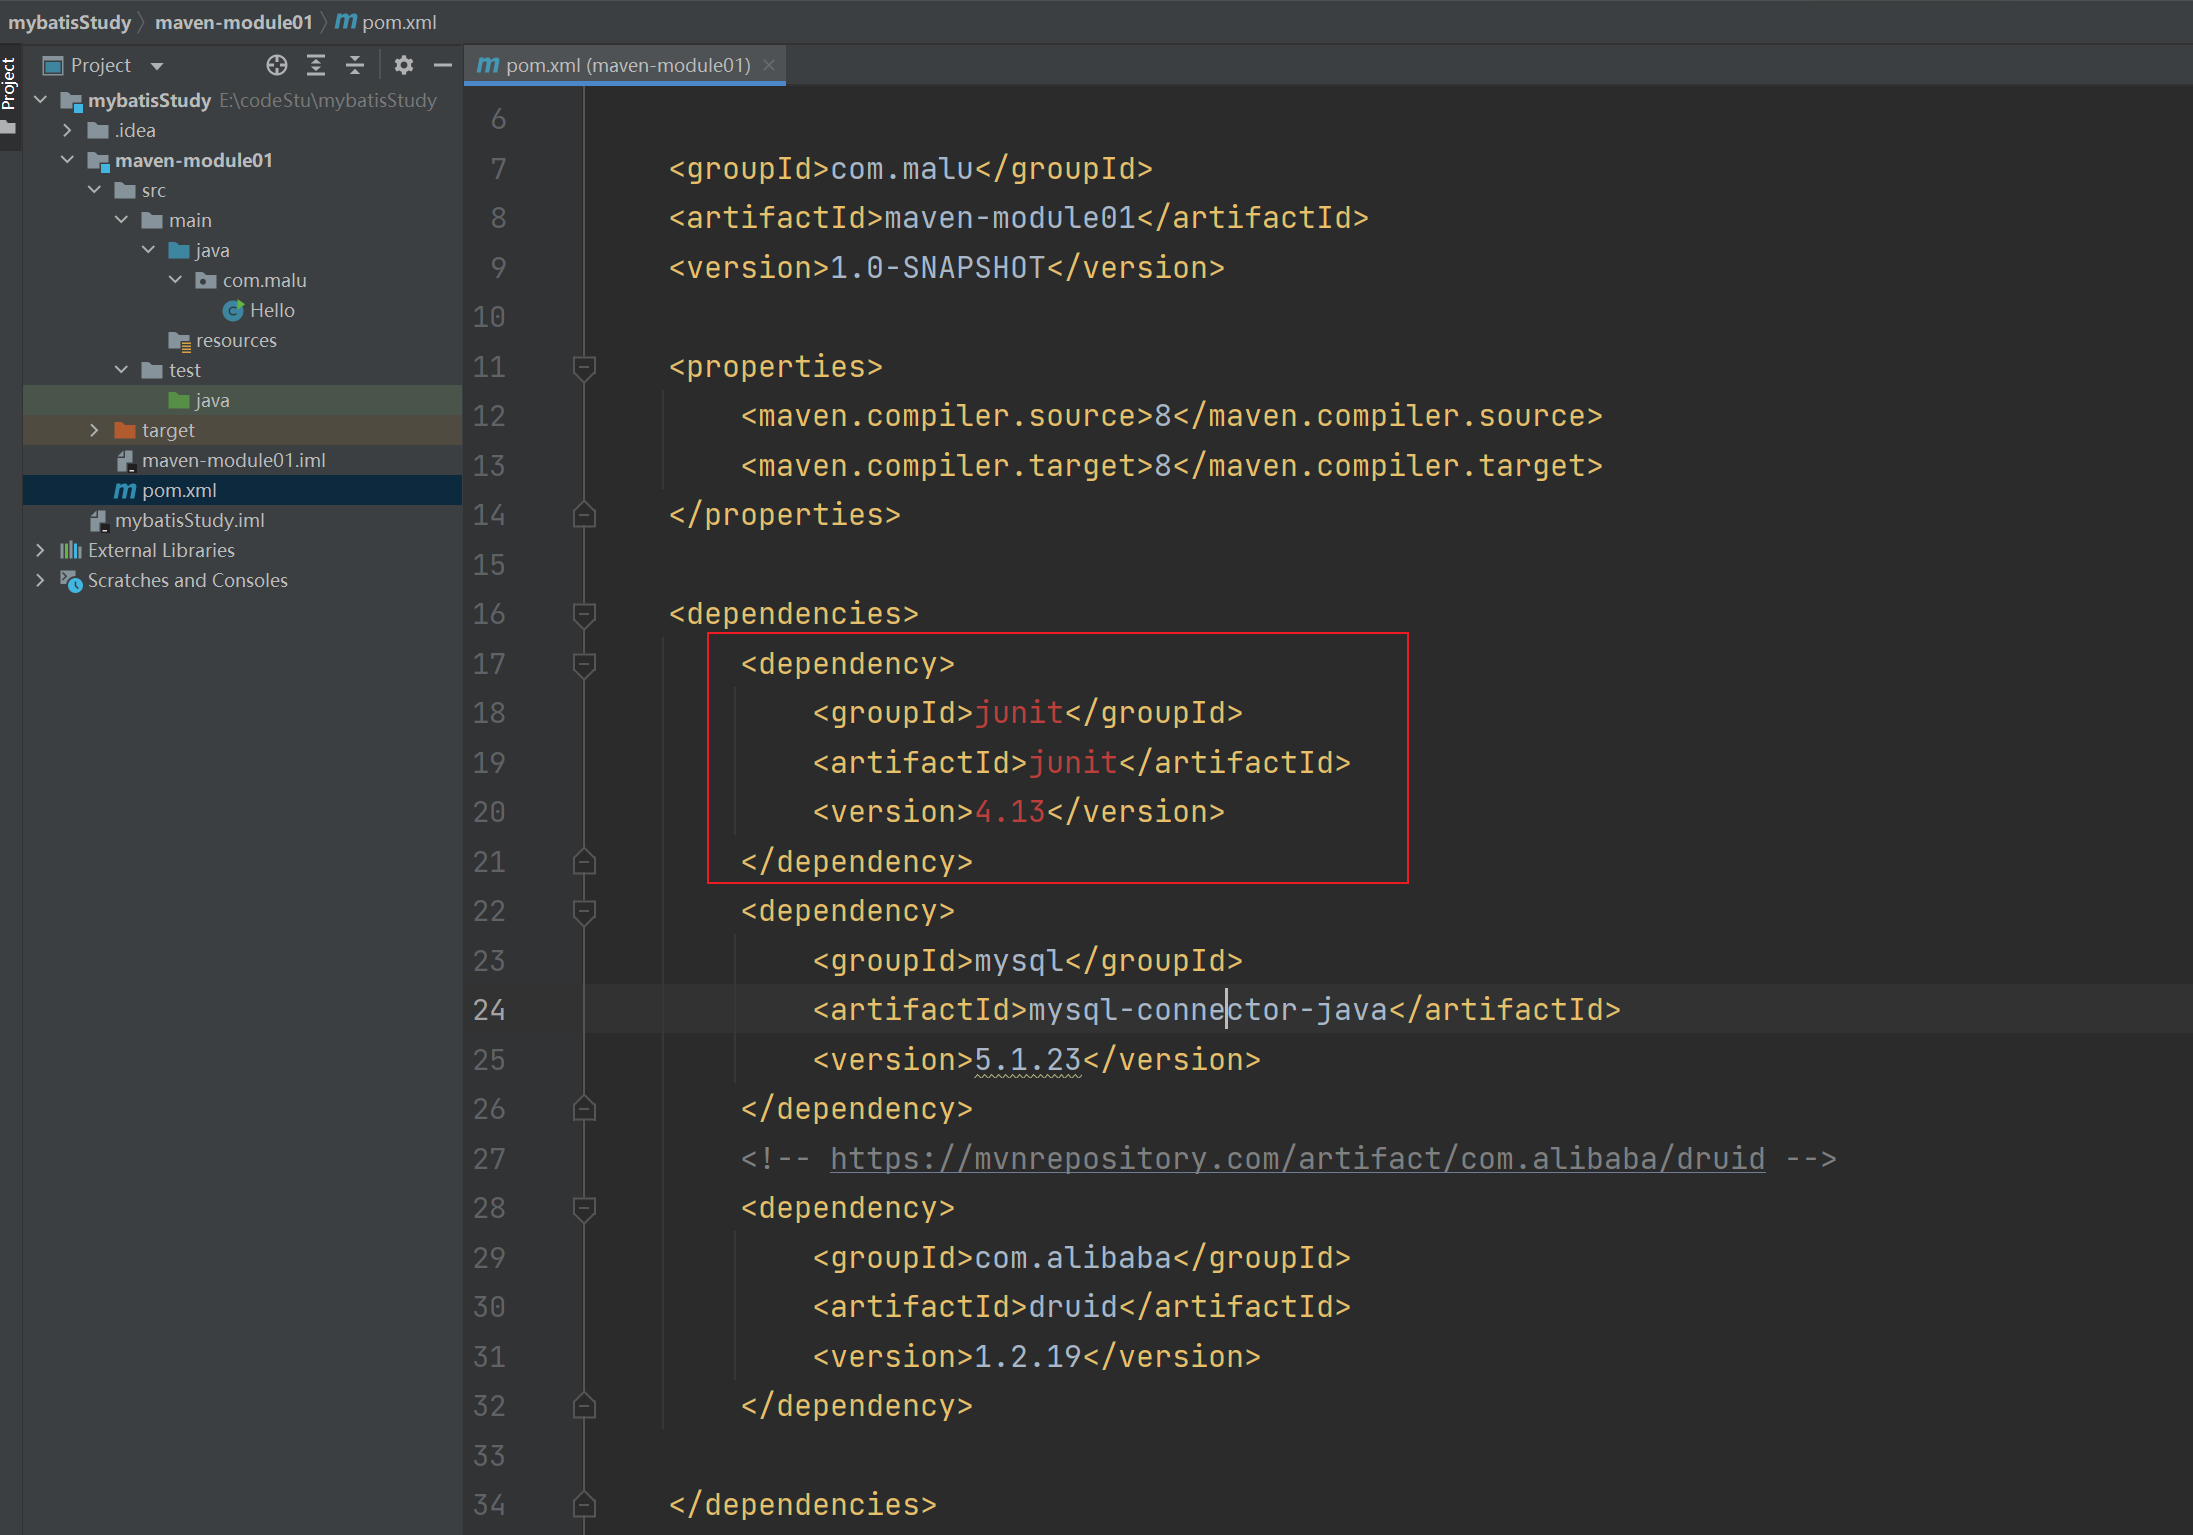 mybatisStudy maven-module01 pom.xml
Project
Project
pom.xml (maven-module01)
mybatisStudy E:\codeStu\mybatisStudy
.idea
maven-module01
src
main
java
com.malu
Hello
resources
test
java
target
maven-module01.iml
pom.xml
mybatisStudy.iml
External Libraries
Scratches and Consoles
6
7 <groupId>com.malu</groupId>
8 <artifactId>maven-module01</artifactId>
9 <version>1.0-SNAPSHOT</version>
10
11 <properties>
12 <maven.compiler.source>8</maven.compiler.source>
13 <maven.compiler.target>8</maven.compiler.target>
14 </properties>
15
16 <dependencies>
17 <dependency>
18 <groupId>junit</groupId>
19 <artifactId>junit</artifactId>
20 <version>4.13</version>
21 </dependency>
22 <dependency>
23 <groupId>mysql</groupId>
24 <artifactId>mysql-connector-java</artifactId>
25 <version>5.1.23</version>
26 </dependency>
27 <!-- https://mvnrepository.com/artifact/com.alibaba/druid -->
28 <dependency>
29 <groupId>com.alibaba</groupId>
30 <artifactId>druid</artifactId>
31 <version>1.2.19</version>
32 </dependency>
33
34 </dependencies>